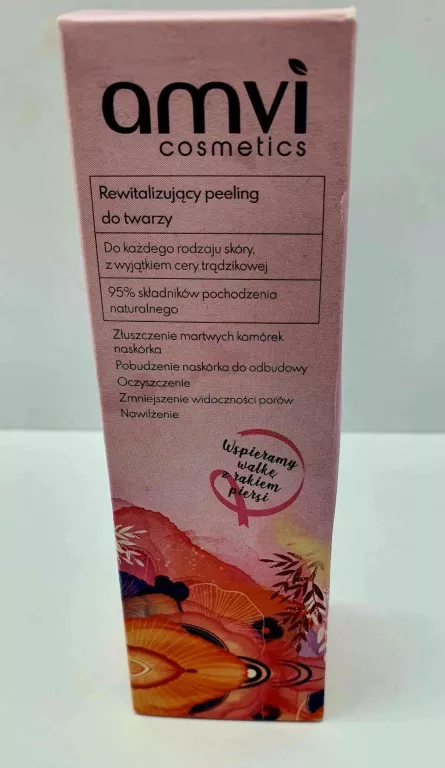 amvi
cosmetics
Rewitalizujący peeling
do twarzy
Do każdego rodzaju skóry,
z wyjątkiem cery trądzikowej
95% składników pochodzenia
naturalnego
Złuszczenie martwych kamórek
naskórka
Pobudzenie naskórka do odbudowy
Oczyszczenie
Zmniejszenie widoczności porów
Nawilżenie
Wspieramy
walkę
z rakiem
piersi